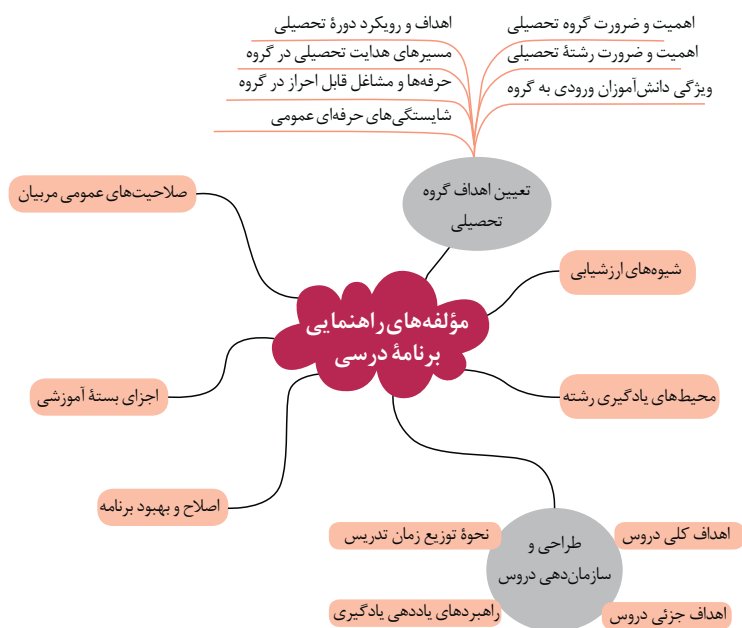 اهمیت و ضرورت گروه تحصیلی
اهمیت و ضرورت رشتهٔ تحصیلی
ویژگی دانش‌آموزان ورودی به گروه
اهداف و رویکرد دورهٔ تحصیلی
مسیرهای هدایت تحصیلی در گروه
حرفه‌ها و مشاغل قابل احراز در گروه
شایستگی‌های حرفه‌ای عمومی
تعیین اهداف گروه
تحصیلی
صلاحیت‌های عمومی مربیان
شیوه‌های ارزشیابی
مؤلفه‌های راهنمایی
برنامهٔ درسی
محیط‌های یادگیری رشته
اجزای بستهٔ آموزشی
اصلاح و بهبود برنامه
طراحی و
سازمان‌دهی دروس
اهداف کلی دروس
نحوهٔ توزیع زمان تدریس
اهداف جزئی دروس
راهبردهای یاددهی یادگیری